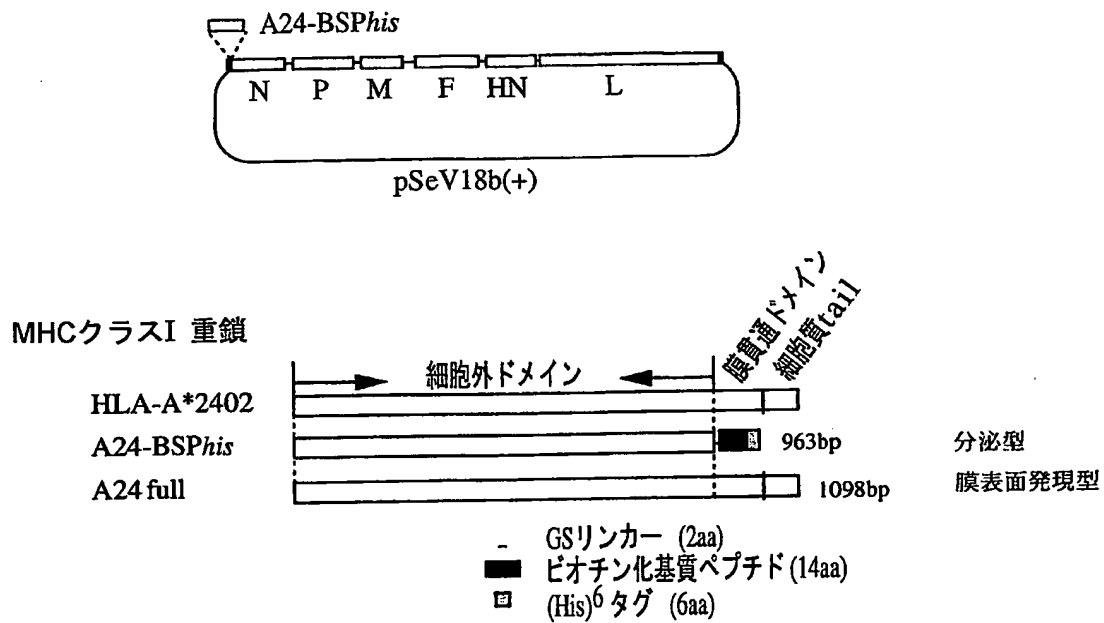 A24-BSPhis
N P M F HN L
pSeV18b(+)
MHCクラスI 重鎖
膜貫通ドメイン
細胞質tail
細胞外ドメイン
HLA-A*2402
A24-BSPhis 963bp 分泌型
A24 full 1098bp 膜表面発現型
GSリンカー (2aa)
ビオチン化基質ペプチド(14aa)
(His)6 タグ (6aa)